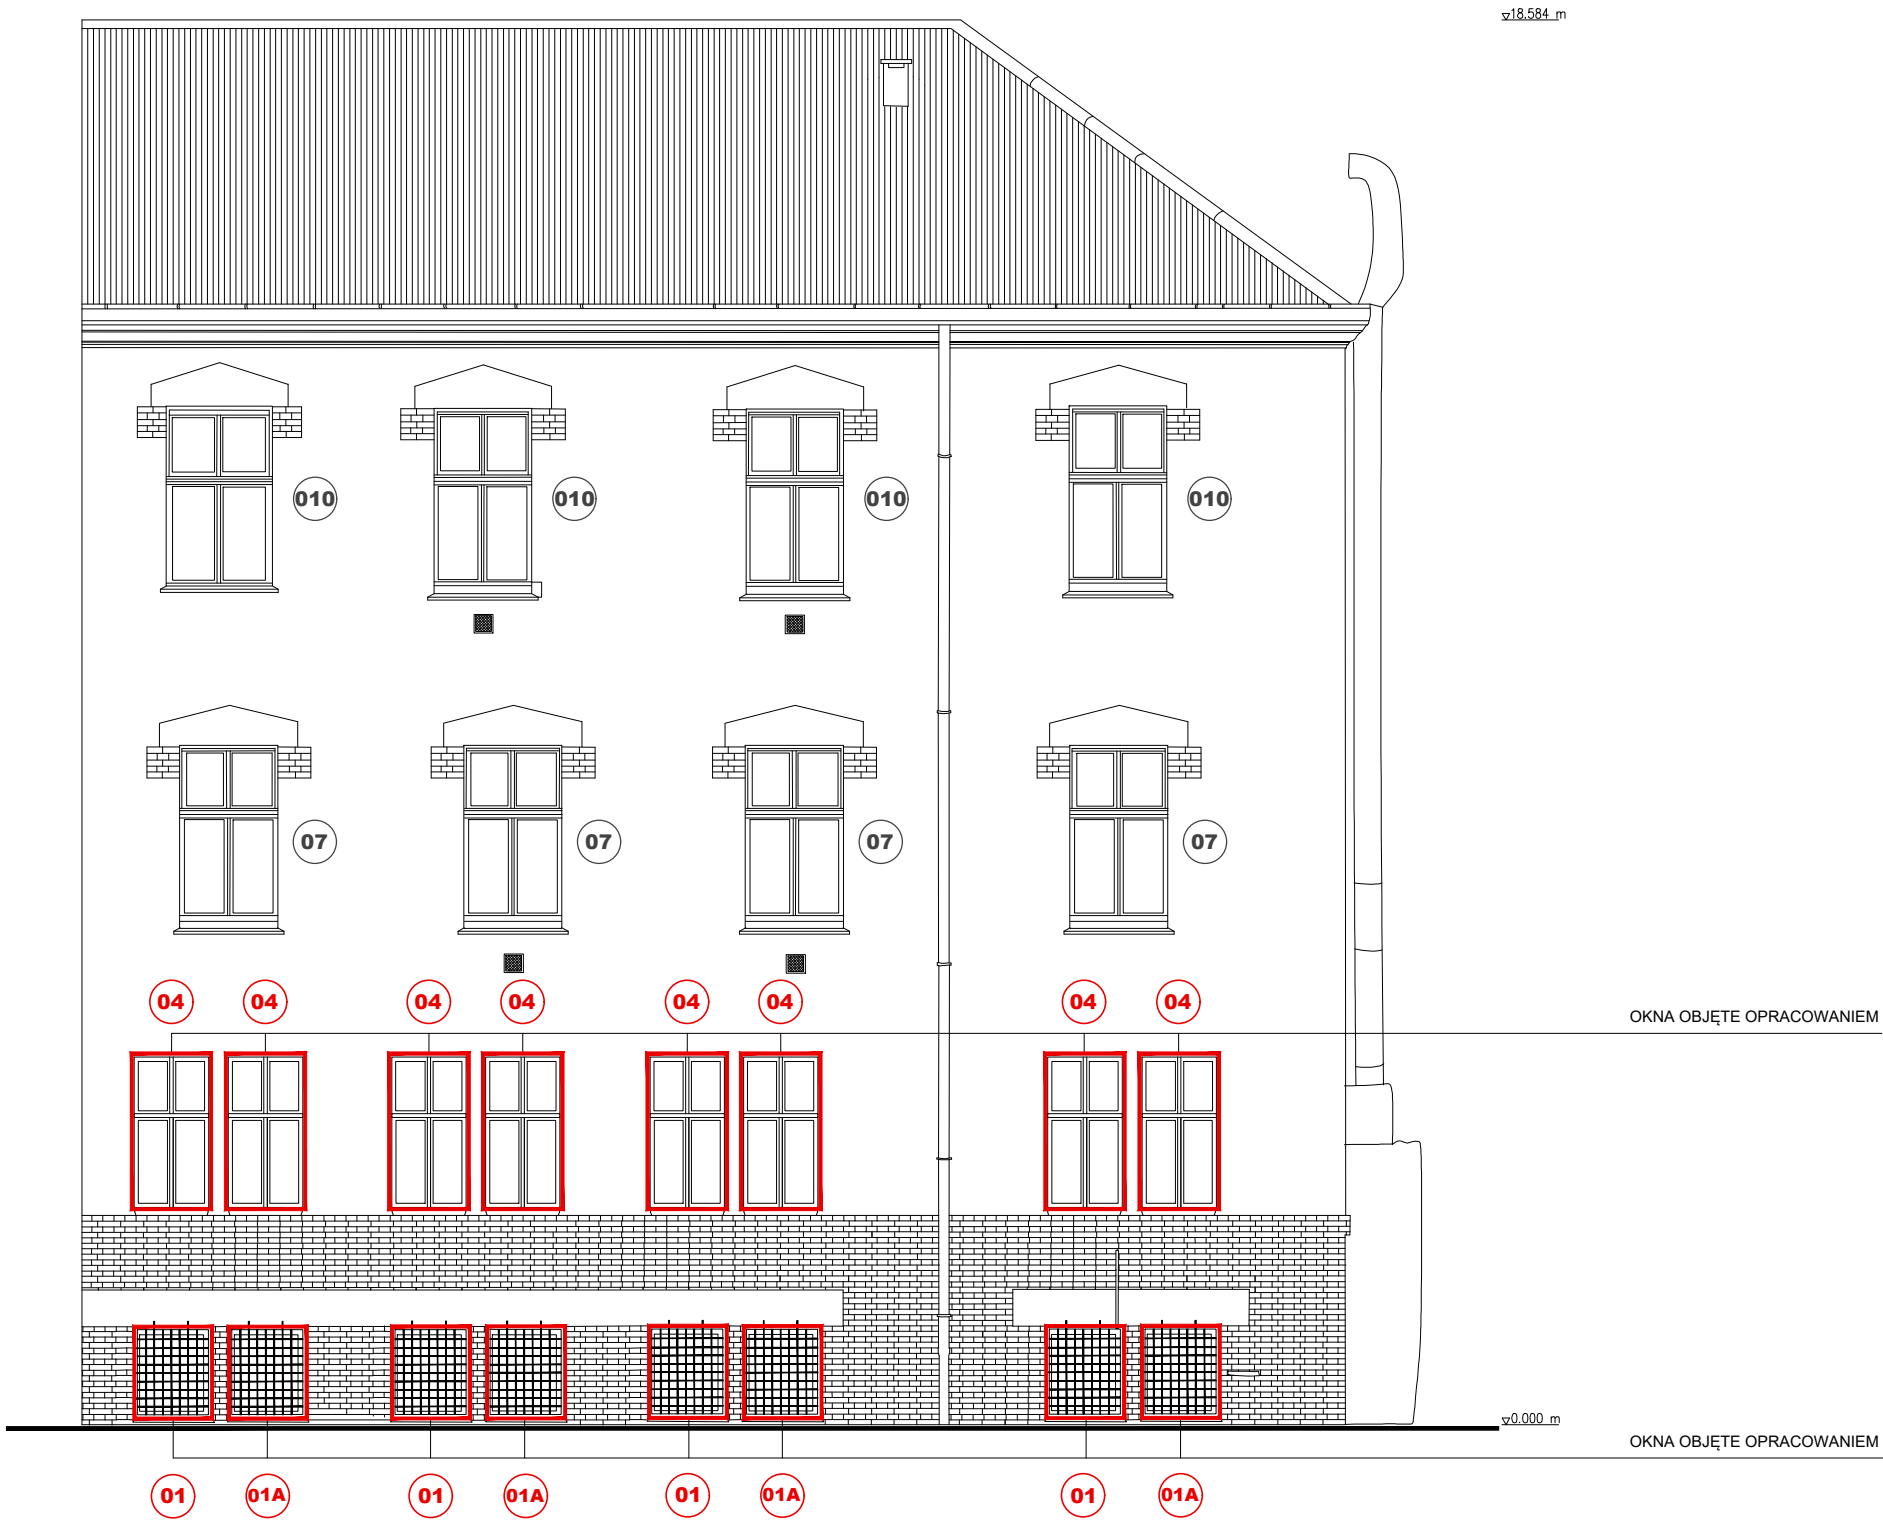 ▽18.584 m
010 010 010 010
07 07 07 07
04 04 04 04 04 04 04 04
OKNA OBJĘTE OPRACOWANIEM
▽0.000 m
OKNA OBJĘTE OPRACOWANIEM
01 01A 01 01A 01 01A 01 01A